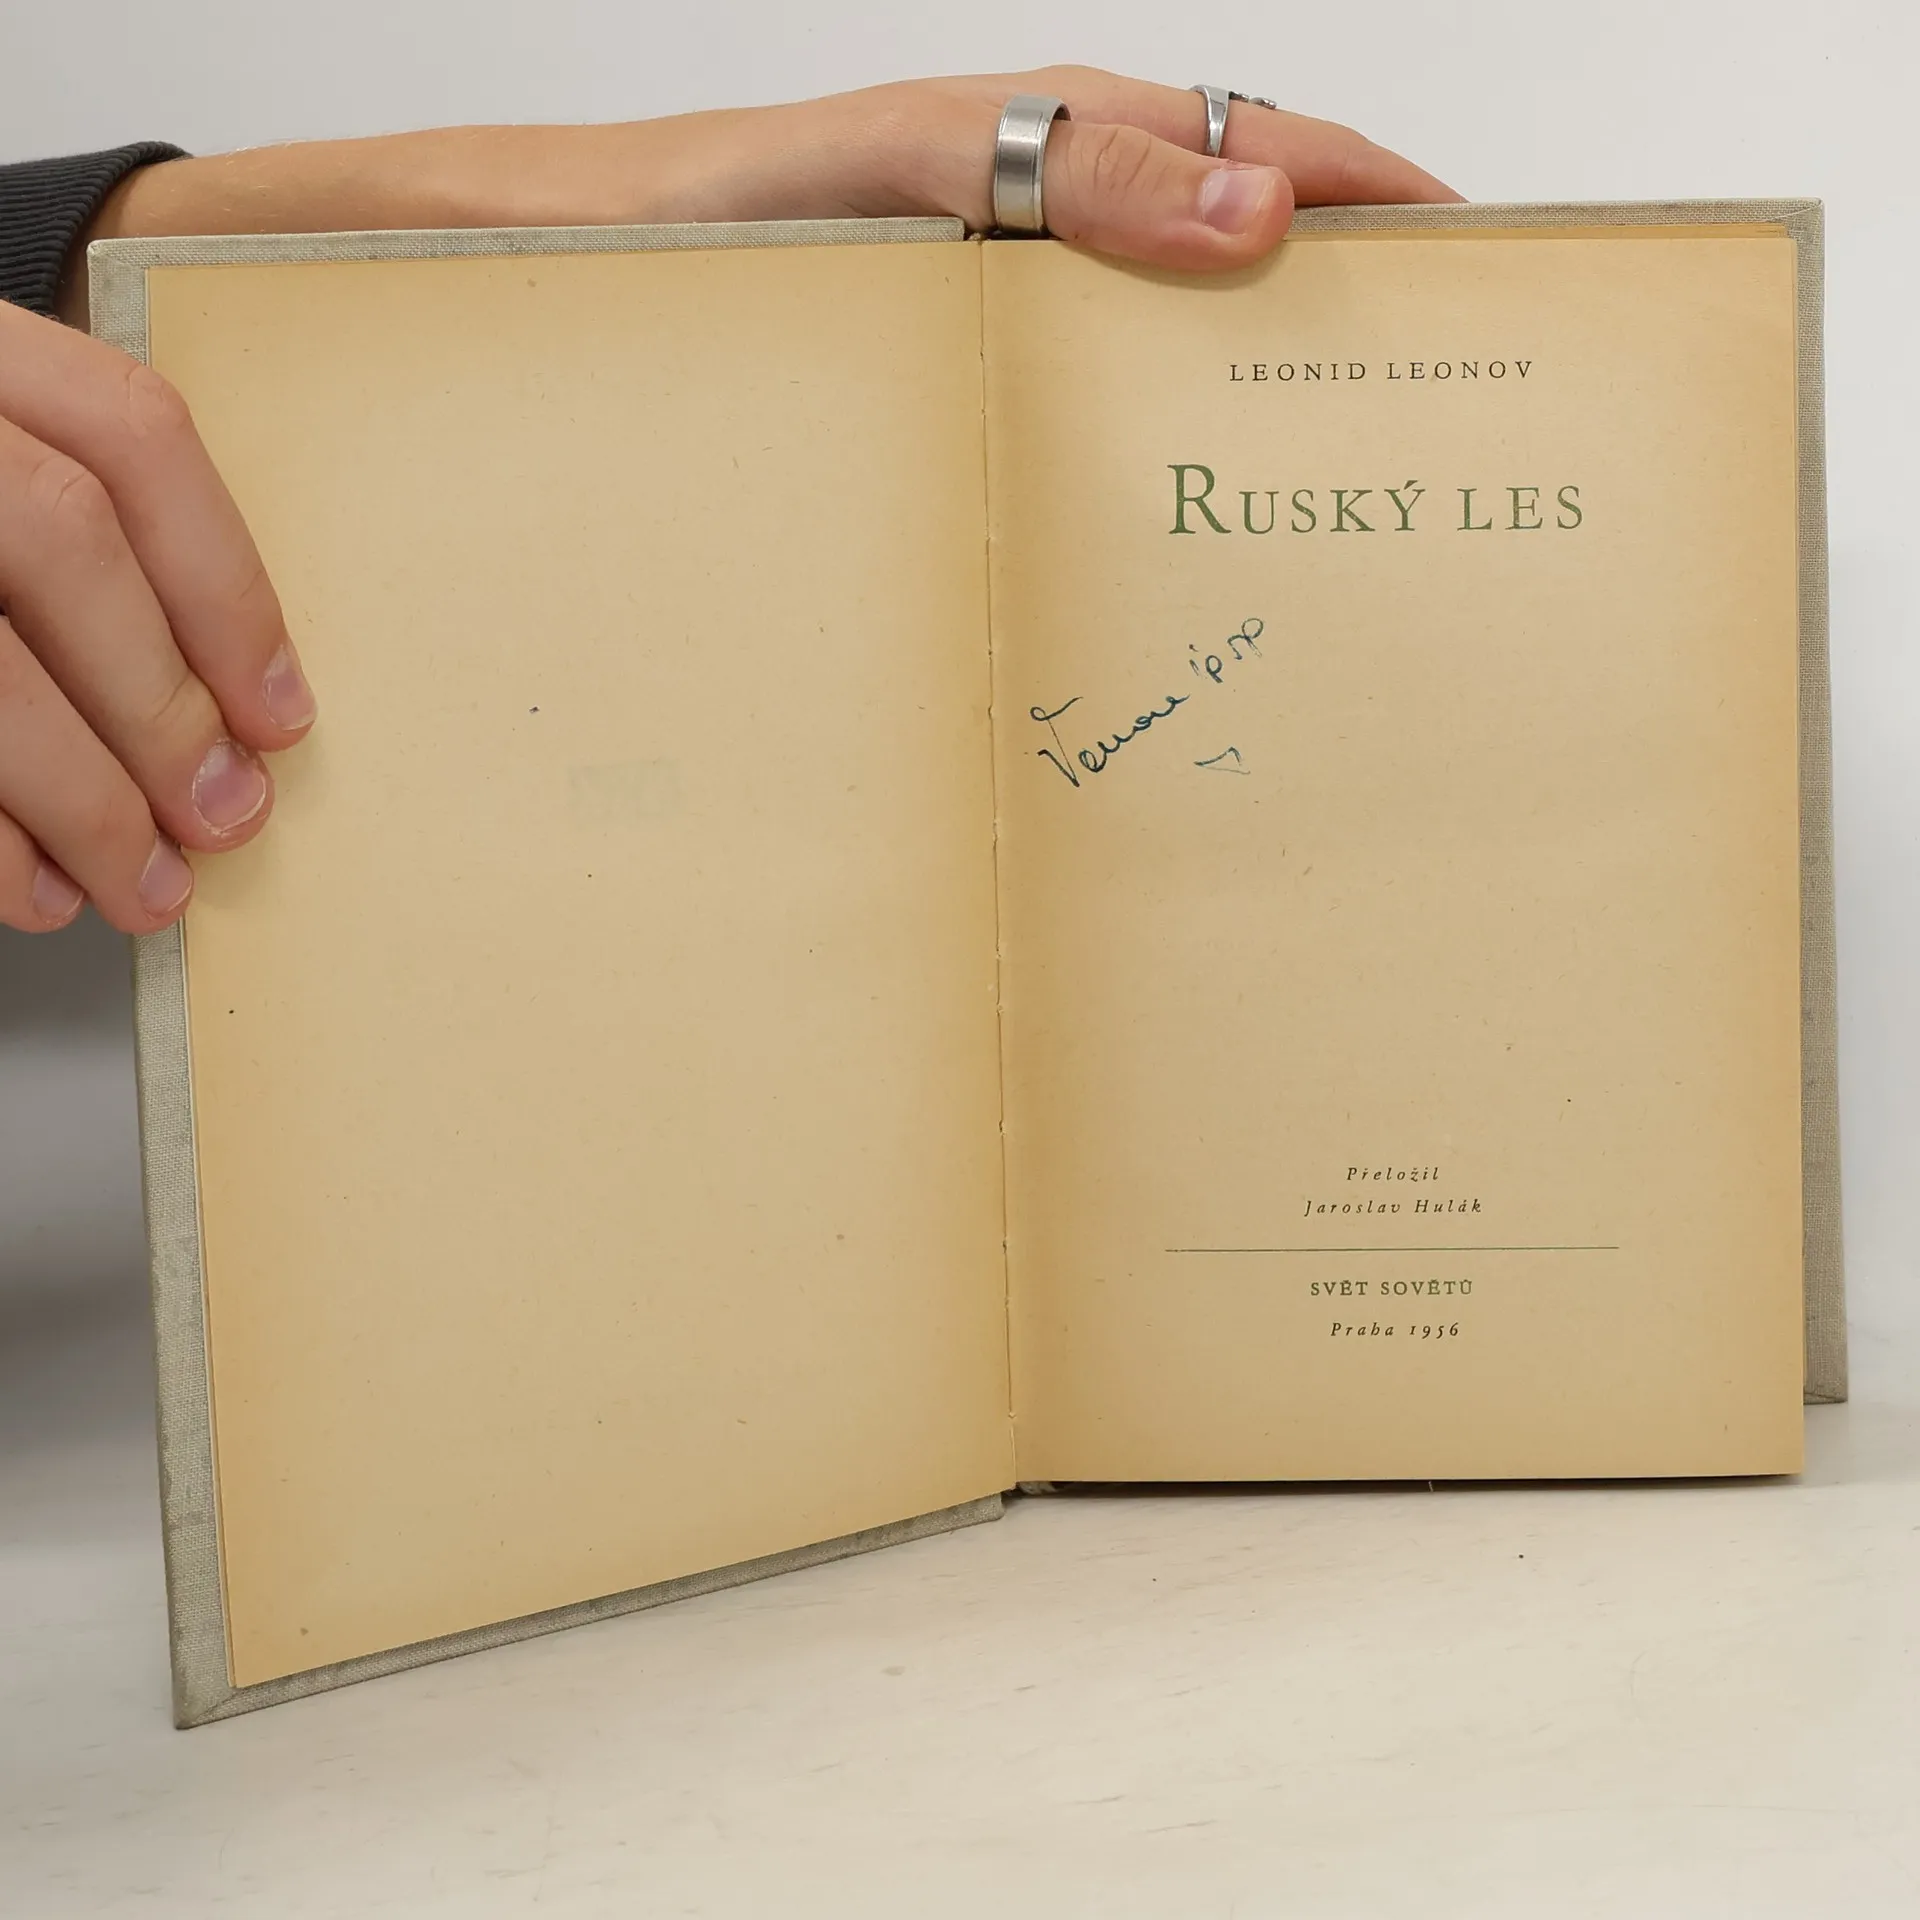 LEONID LEONOV
RUSKÝ LES
Přeložil
Jaroslav Hulák
SVĚT SOVĚTŮ
Praha 1956